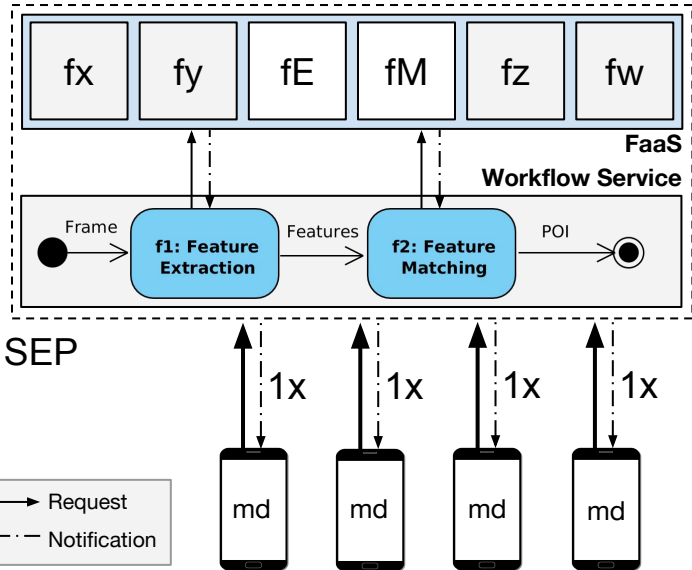 fx fy fE fM fz fw
FaaS
Workflow Service
Frame
f1: Feature
Extraction
Features
f2: Feature
Matching
POI
SEP
1x 1x 1x 1x
md md md md
Request
Notification